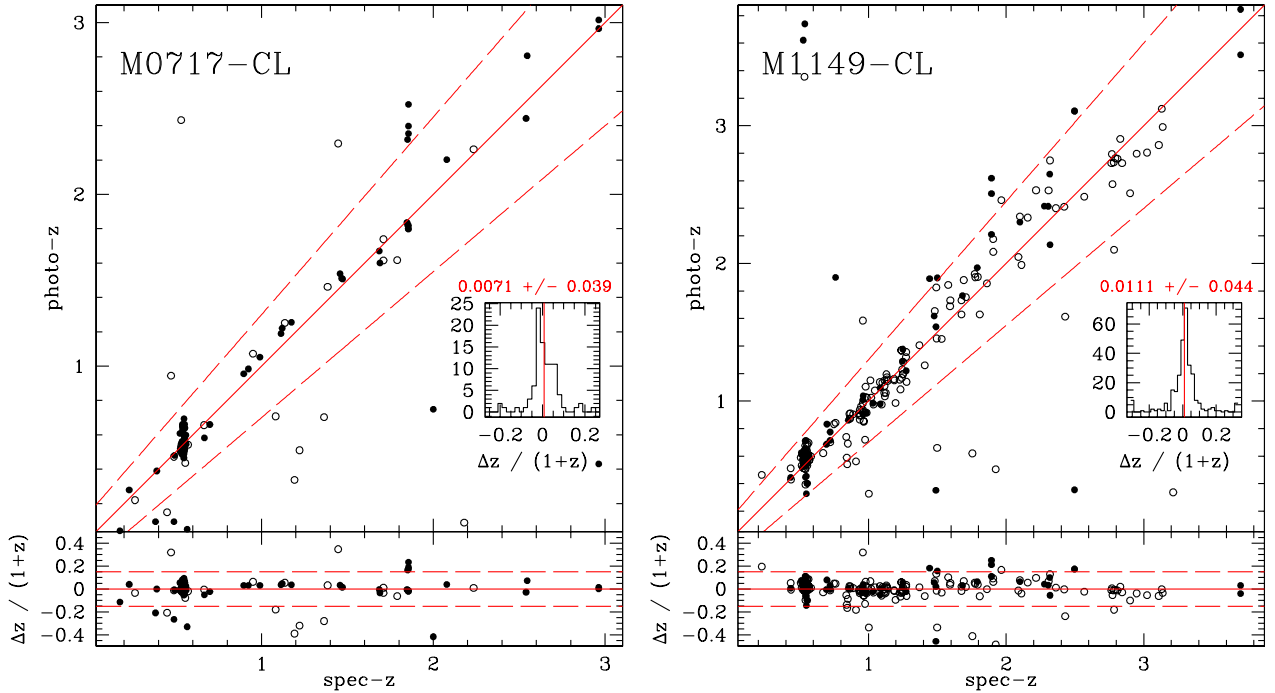 M0717-CL
photo-z
3
2
1
0.0071 +/- 0.039
25
20
15
10
5
0
−0.2 0 0.2
Δz / (1+z)
Δz / (1+z)
0.4
0.2
0
−0.2
−0.4
1 2 3
spec-z
M1149-CL
photo-z
3
2
1
0.0111 +/- 0.044
60
40
20
0
−0.2 0 0.2
Δz / (1+z)
Δz / (1+z)
0.4
0.2
0
−0.2
−0.4
1 2 3
spec-z